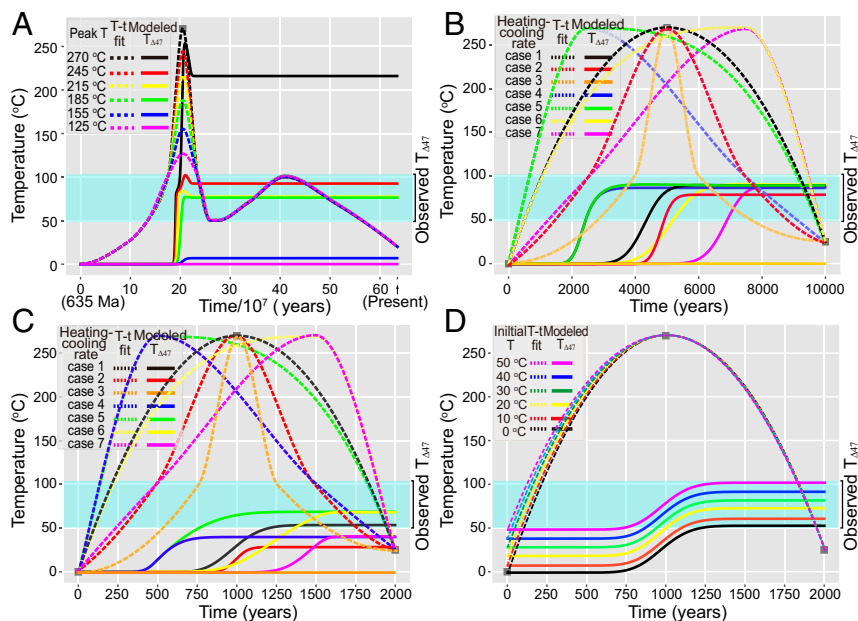 A
Peak T T-t Modeled
fit TΔ47
270 °C
245 °C
215 °C
185 °C
155 °C
125 °C
250
200
150
100
50
0
Temperature (°C)
Observed TΔ47
0 10 20 30 40 50 60 t
(635 Ma) Time/10⁷ ( years) (Present)
B
Heating- T-t Modeled
cooling fit TΔ47
rate
case 1
case 2
case 3
case 4
case 5
case 6
case 7
250
200
150
100
50
0
Temperature (°C)
Observed TΔ47
0 2000 4000 6000 8000 10000
Time (years)
C
Heating- T-t Modeled
cooling fit TΔ47
rate
case 1
case 2
case 3
case 4
case 5
case 6
case 7
250
200
150
100
50
0
Temperature (°C)
Observed TΔ47
0 250 500 750 1000 1250 1500 1750 2000
Time (years)
D
Iniltial T-t Modeled
T fit TΔ47
50 °C
40 °C
30 °C
20 °C
10 °C
0 °C
250
200
150
100
50
0
Temperature (°C)
Observed TΔ47
0 250 500 750 1000 1250 1500 1750 2000
Time (years)